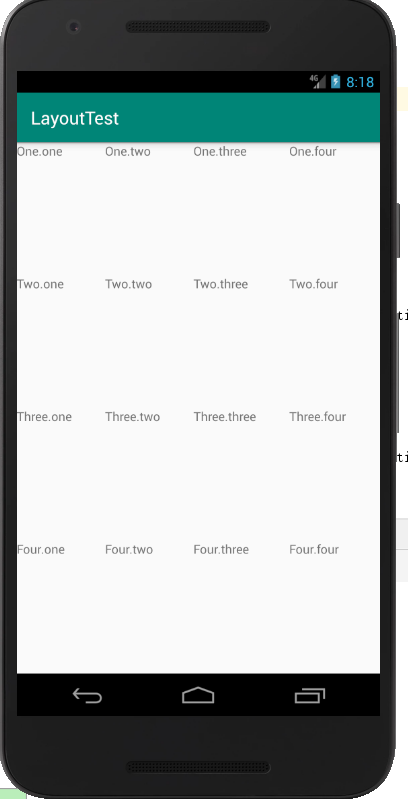 4G 8:18
LayoutTest
One.one One.two One.three One.four
Two.one Two.two Two.three Two.four
Three.one Three.two Three.three Three.four
Four.one Four.two Four.three Four.four
ti
ti